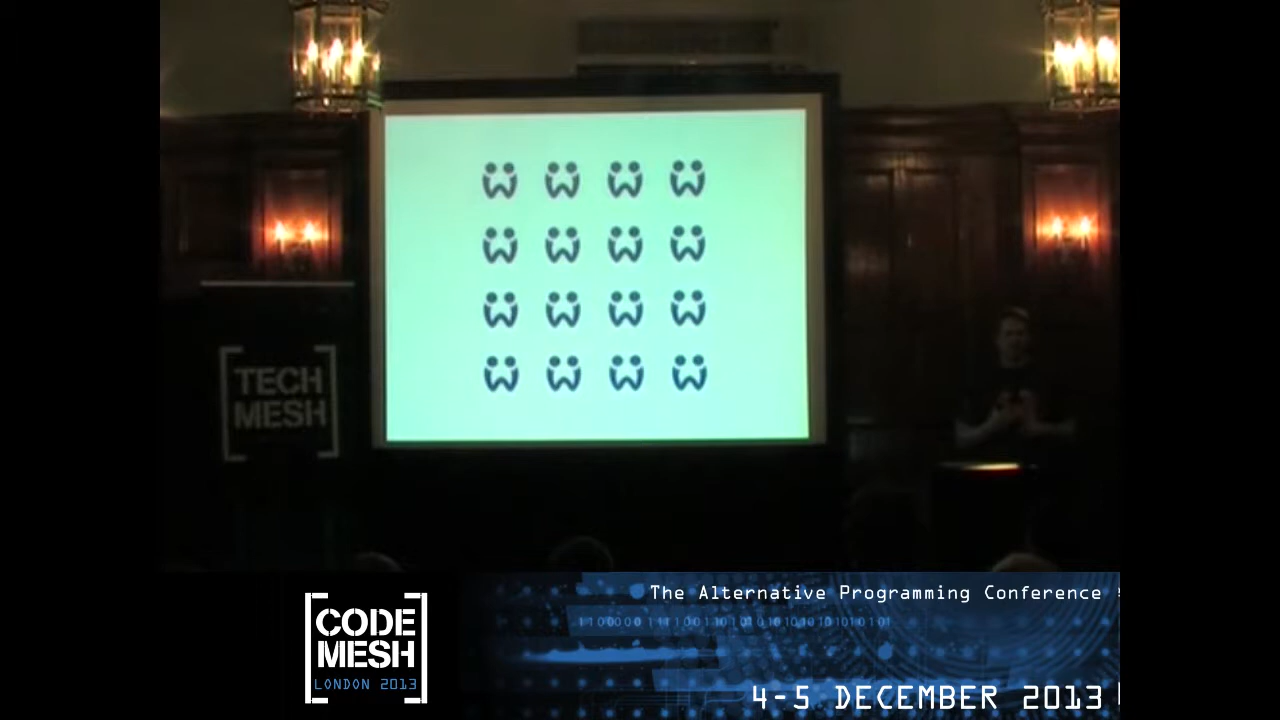 TECH
MESH
The Alternative Programming Conference
CODE
MESH
LONDON 2013
4-5 DECEMBER 2013